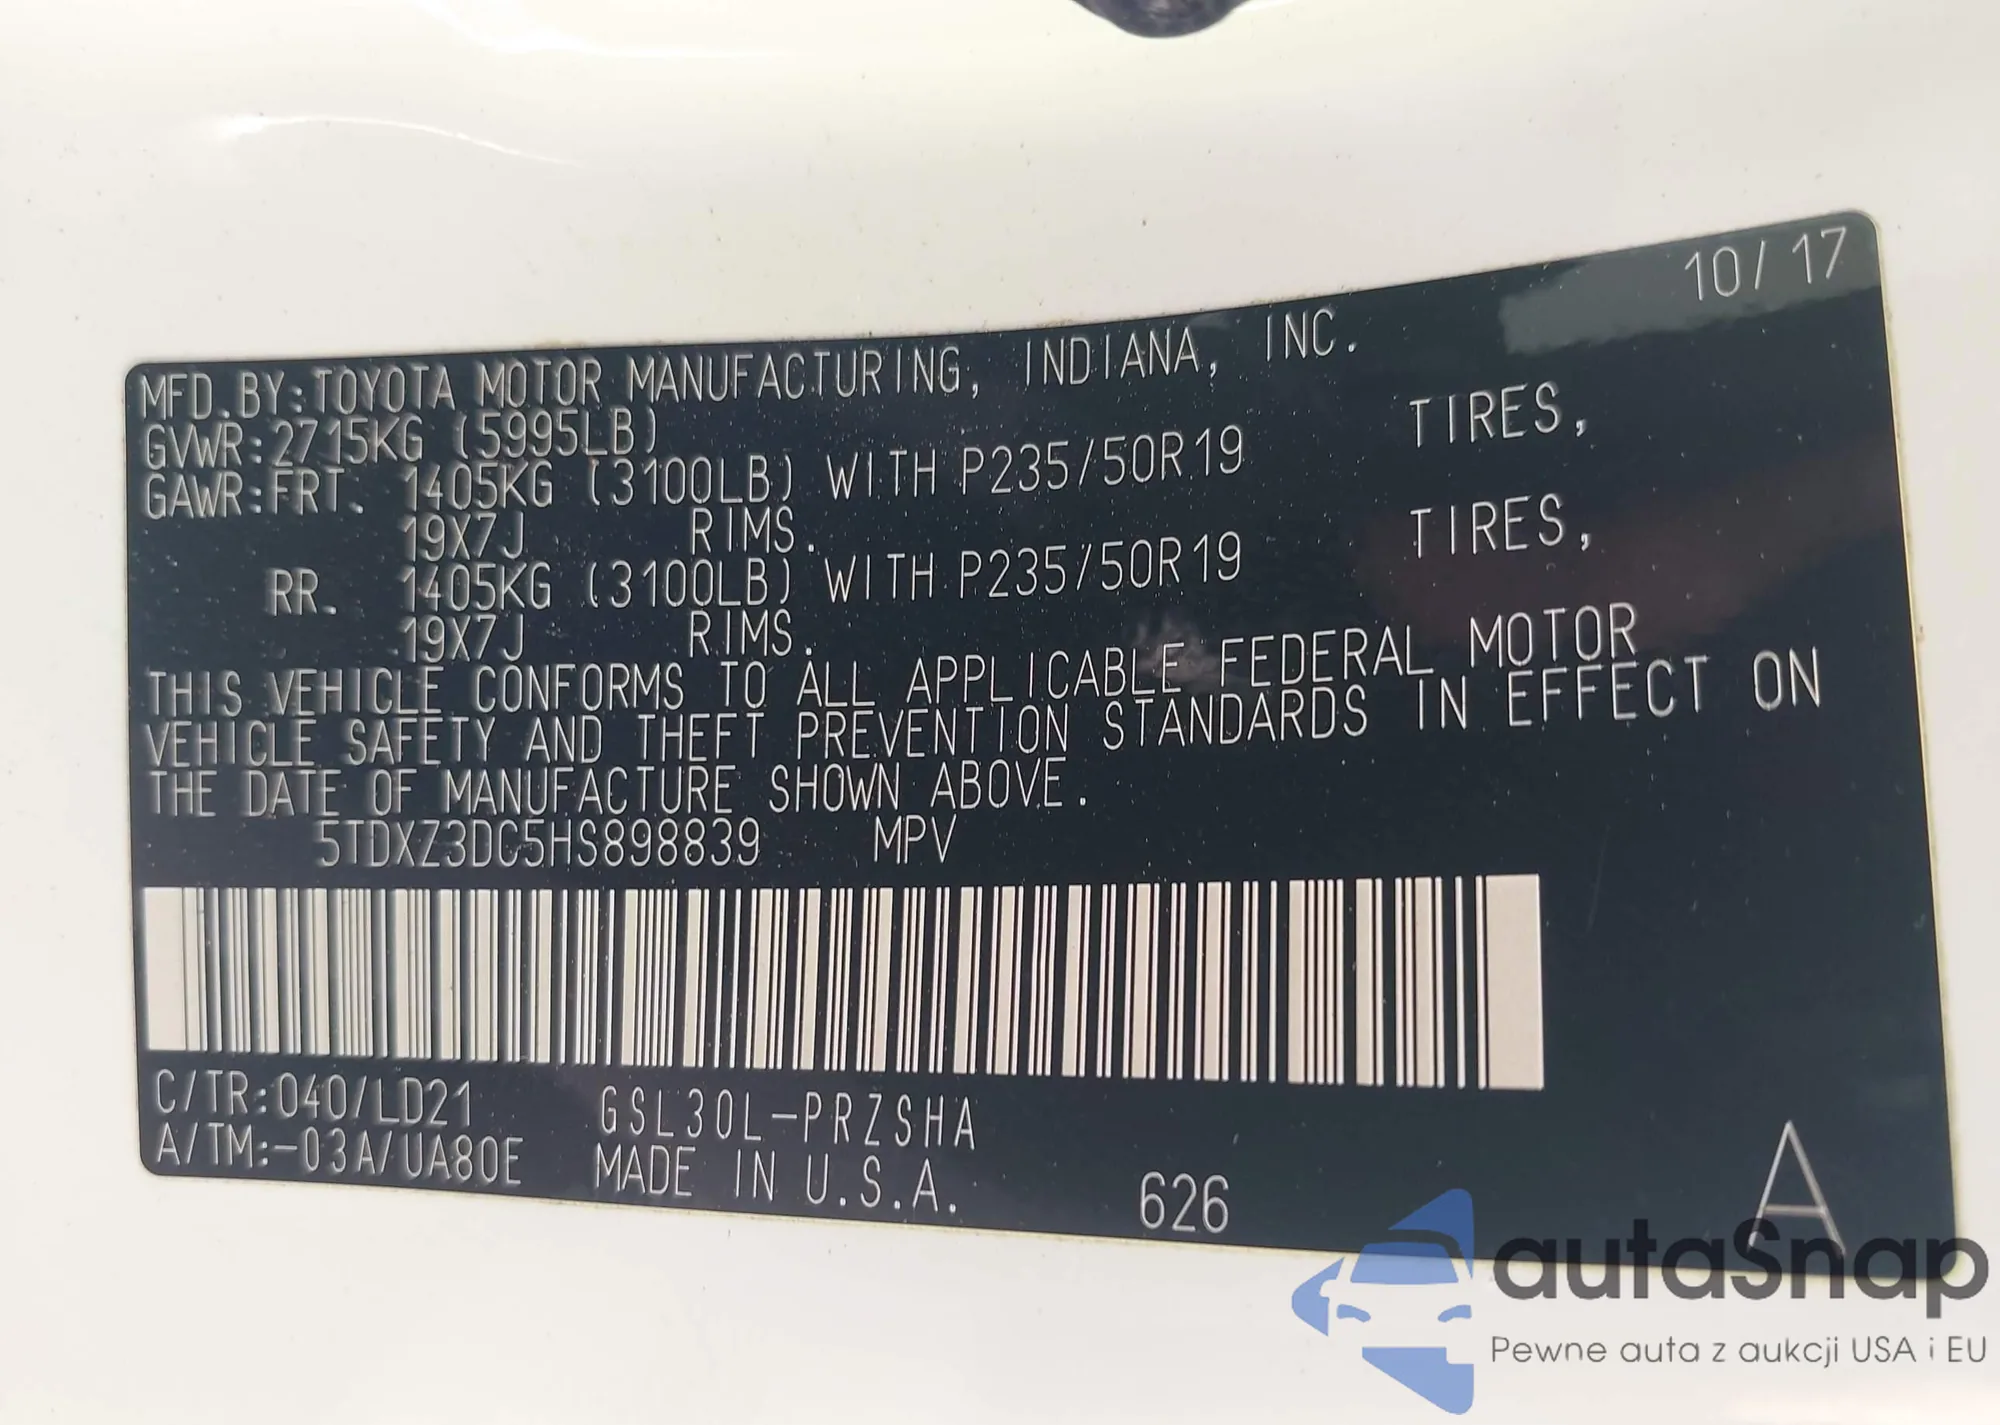 10/17
MFD.BY:TOYOTA MOTOR MANUFACTURING, INDIANA, INC.
GVWR:2715KG (5995LB)
GAWR:FRT. 1405KG (3100LB) WITH P235/50R19 TIRES,
19X7J RIMS.
RR. 1405KG (3100LB) WITH P235/50R19 TIRES,
19X7J RIMS.
THIS VEHICLE CONFORMS TO ALL APPLICABLE FEDERAL MOTOR
VEHICLE SAFETY AND THEFT PREVENTION STANDARDS IN EFFECT ON
THE DATE OF MANUFACTURE SHOWN ABOVE.
5TDXZ3DC5HS898839 MPV
C/TR:040/LD21 GSL30L-PRZSHA
A/TM:-03A/UA80E MADE IN U.S.A. 626 A
autoSnap
Pewne auta z aukcji USA i EU